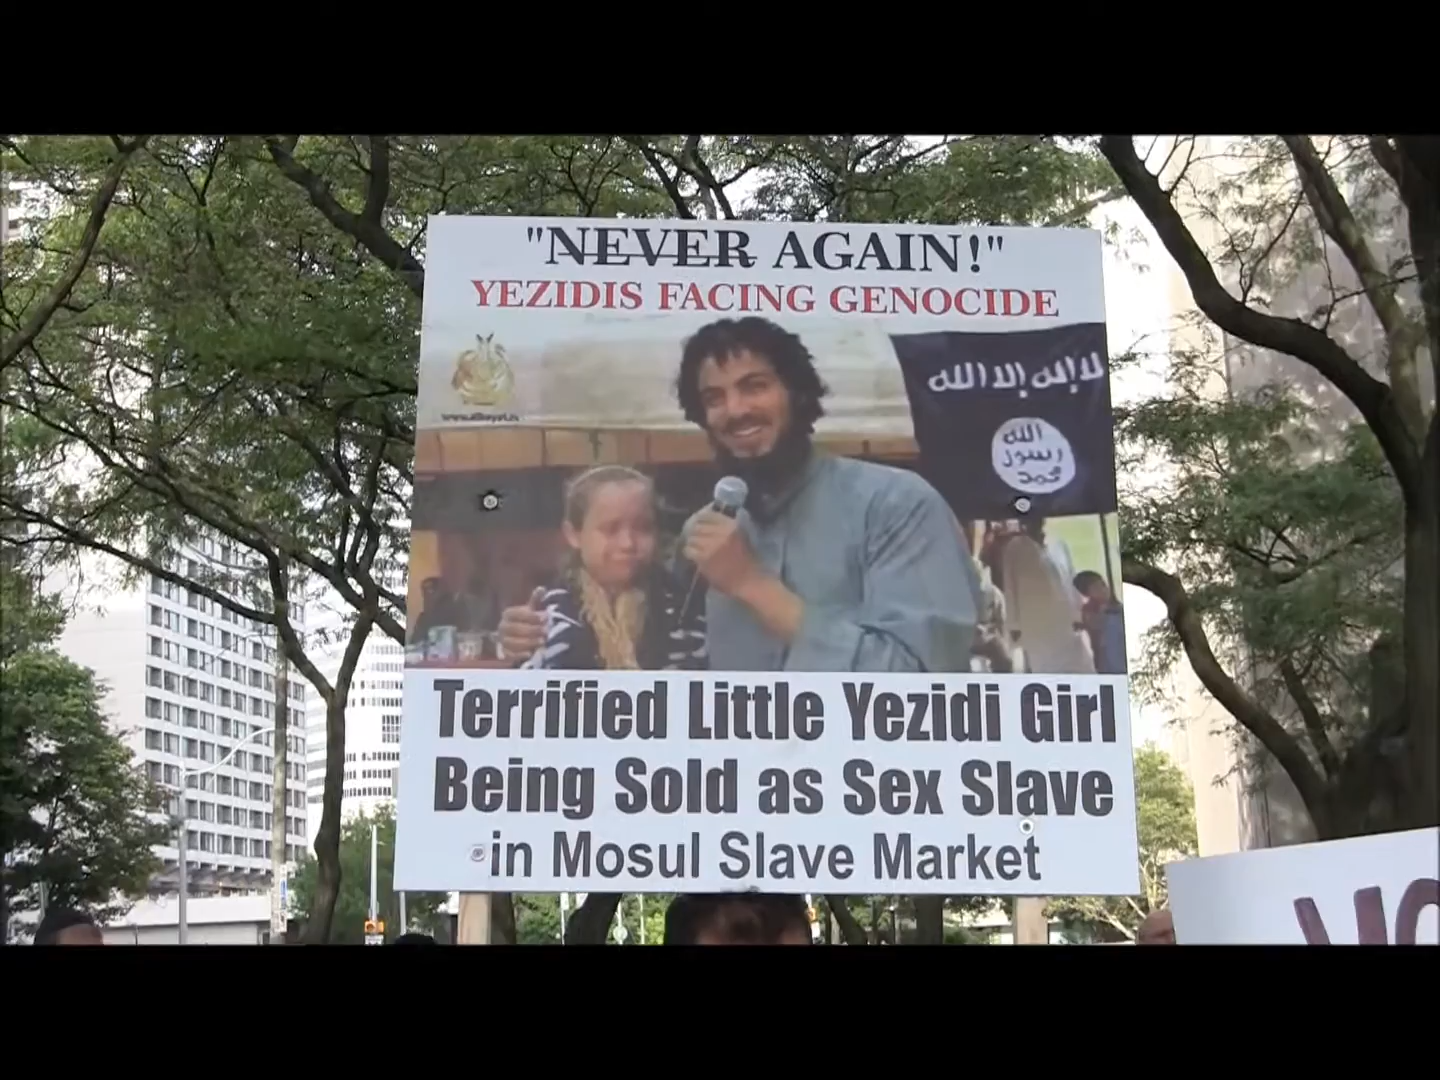 "NEVER AGAIN!"
YEZIDIS FACING GENOCIDE
لا إله إلا الله
الله
رسول
محمد
Terrified Little Yezidi Girl
Being Sold as Sex Slave
in Mosul Slave Market